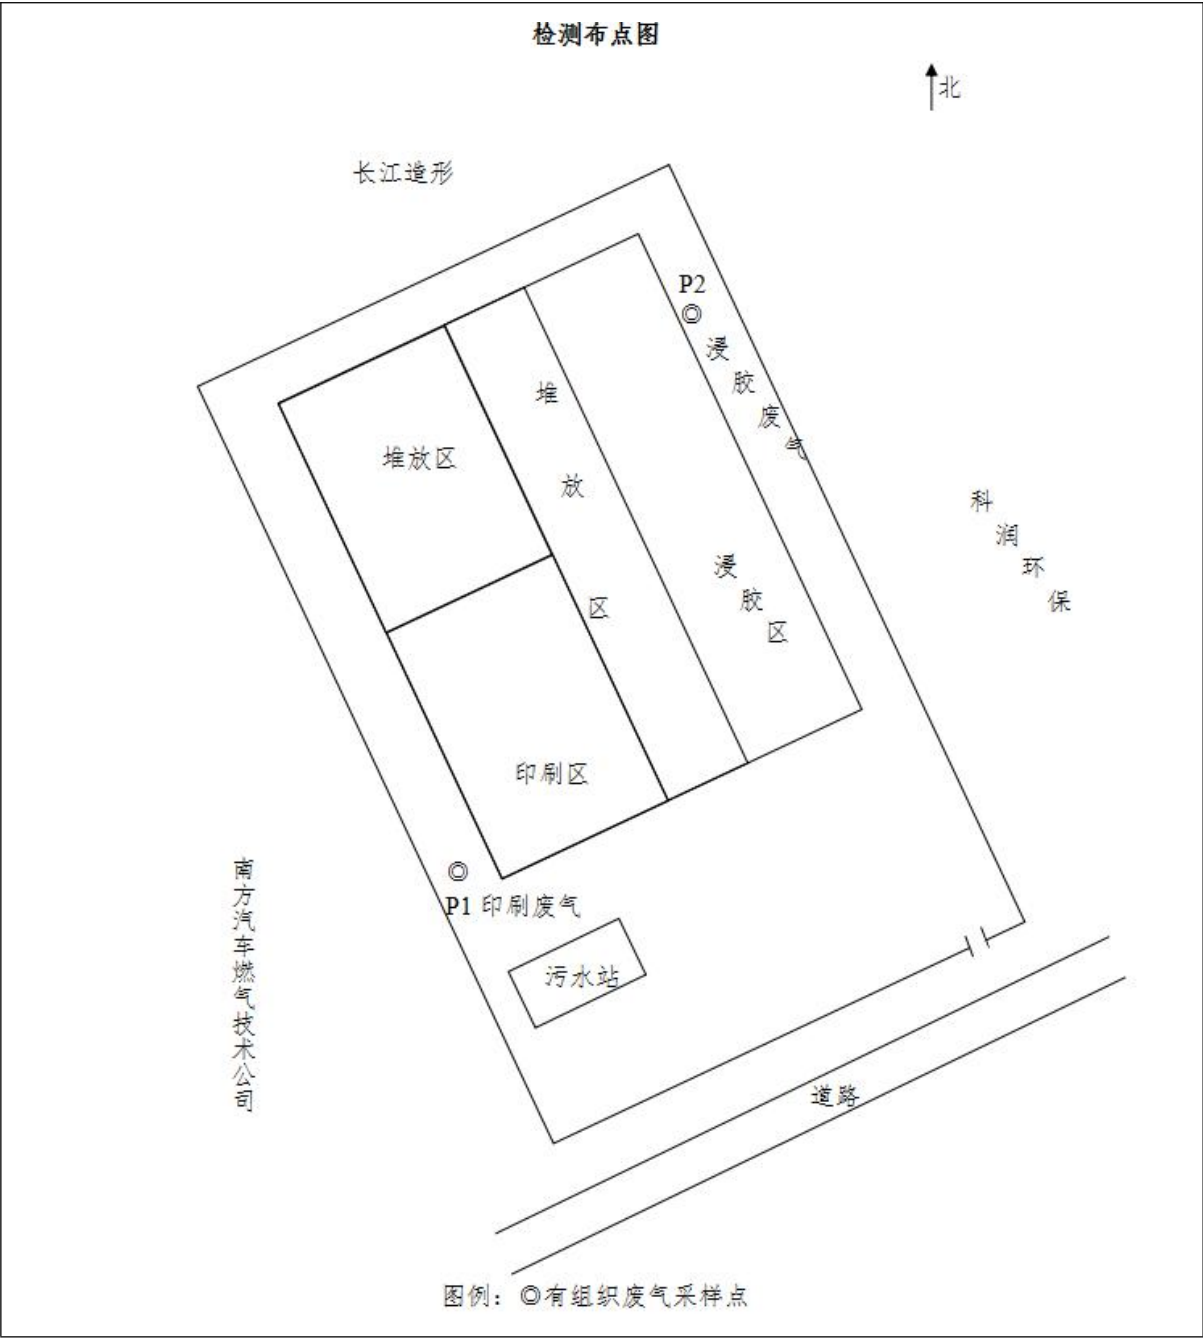 检测布点图
北
长江造形
P2
浸胶废气
堆放区
堆放区
科润环保
浸胶区
印刷区
南方汽车燃气技术公司
P1 印刷废气
污水站
道路
图例：◎有组织废气采样点